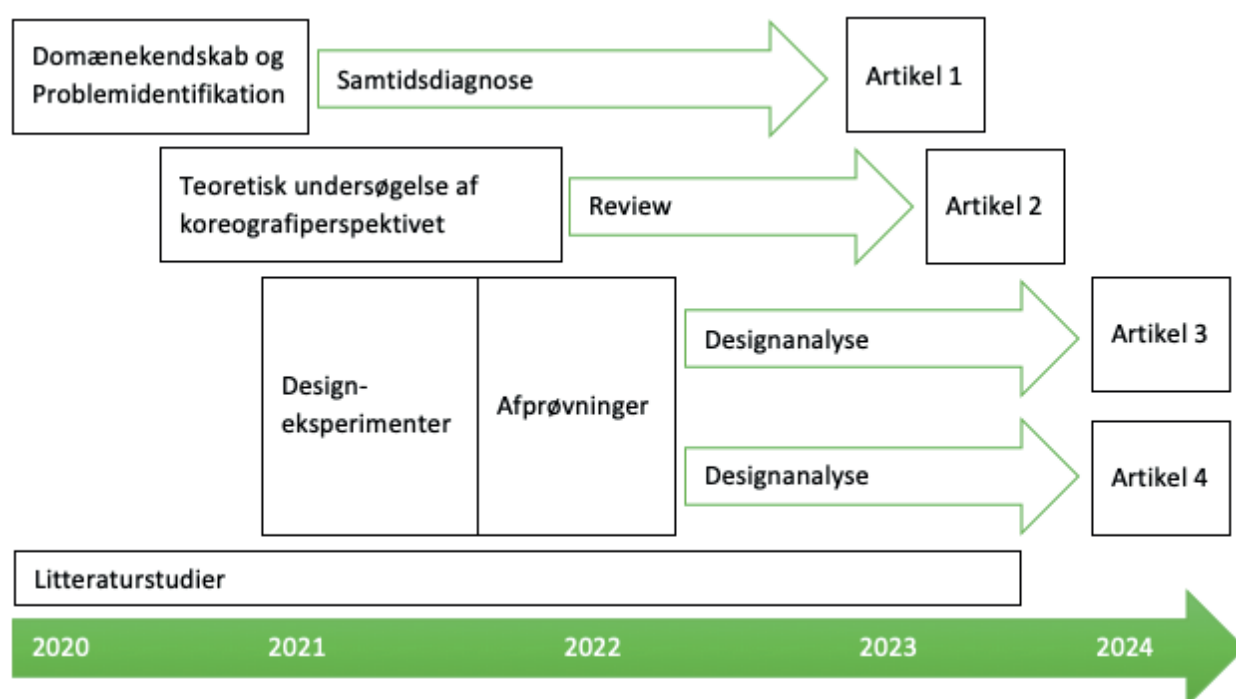 Domænekendskab og
Problemidentifikation
Samtidsdiagnose
Artikel 1
Teoretisk undersøgelse af
koreografiperspektivet
Review
Artikel 2
Design-
eksperimenter
Afprøvninger
Designanalyse
Artikel 3
Designanalyse
Artikel 4
Litteraturstudier
2020 2021 2022 2023 2024